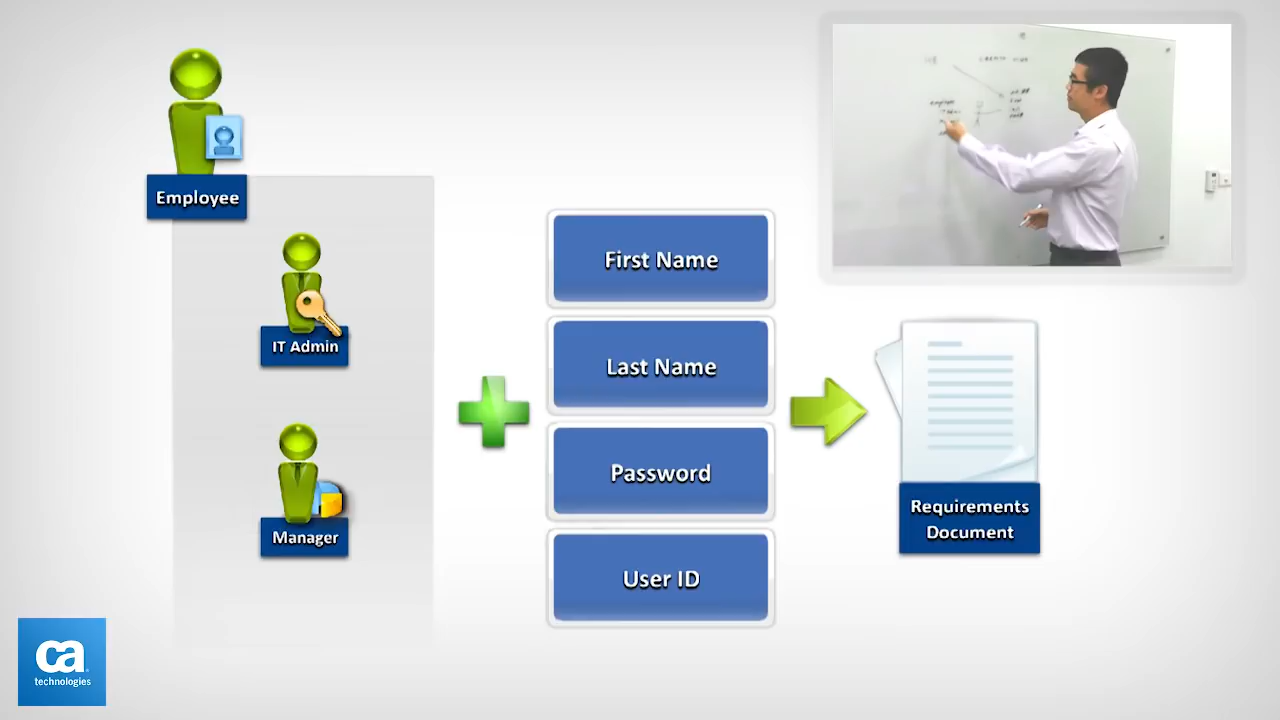 Employee
IT Admin
Manager
First Name
Last Name
Password
User ID
Requirements
Document
ca
technologies